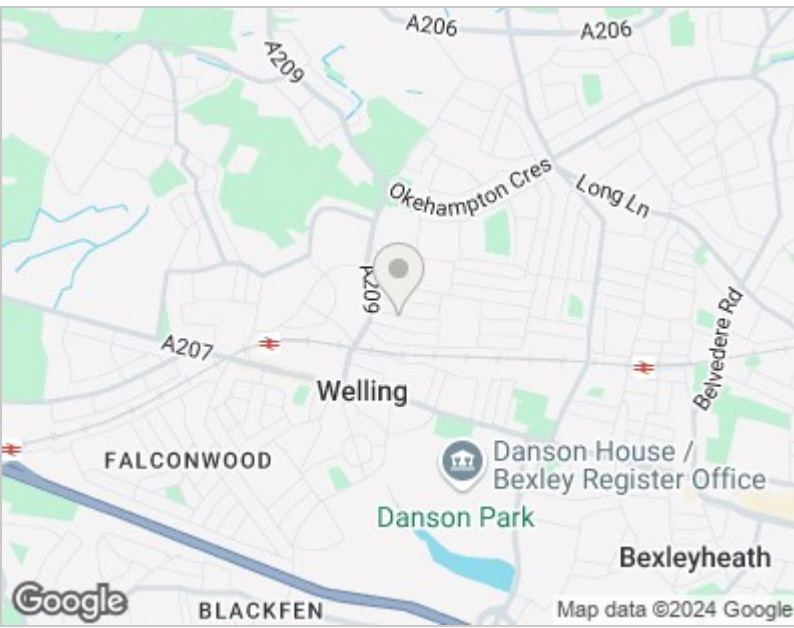 A206
A206
A209
Okehampton Cres
Long Ln
A209
Belvedere Rd
A207
Welling
FALCONWOOD
Danson House /
Bexley Register Office
Danson Park
Bexleyheath
Google
BLACKFEN
Map data ©2024 Google